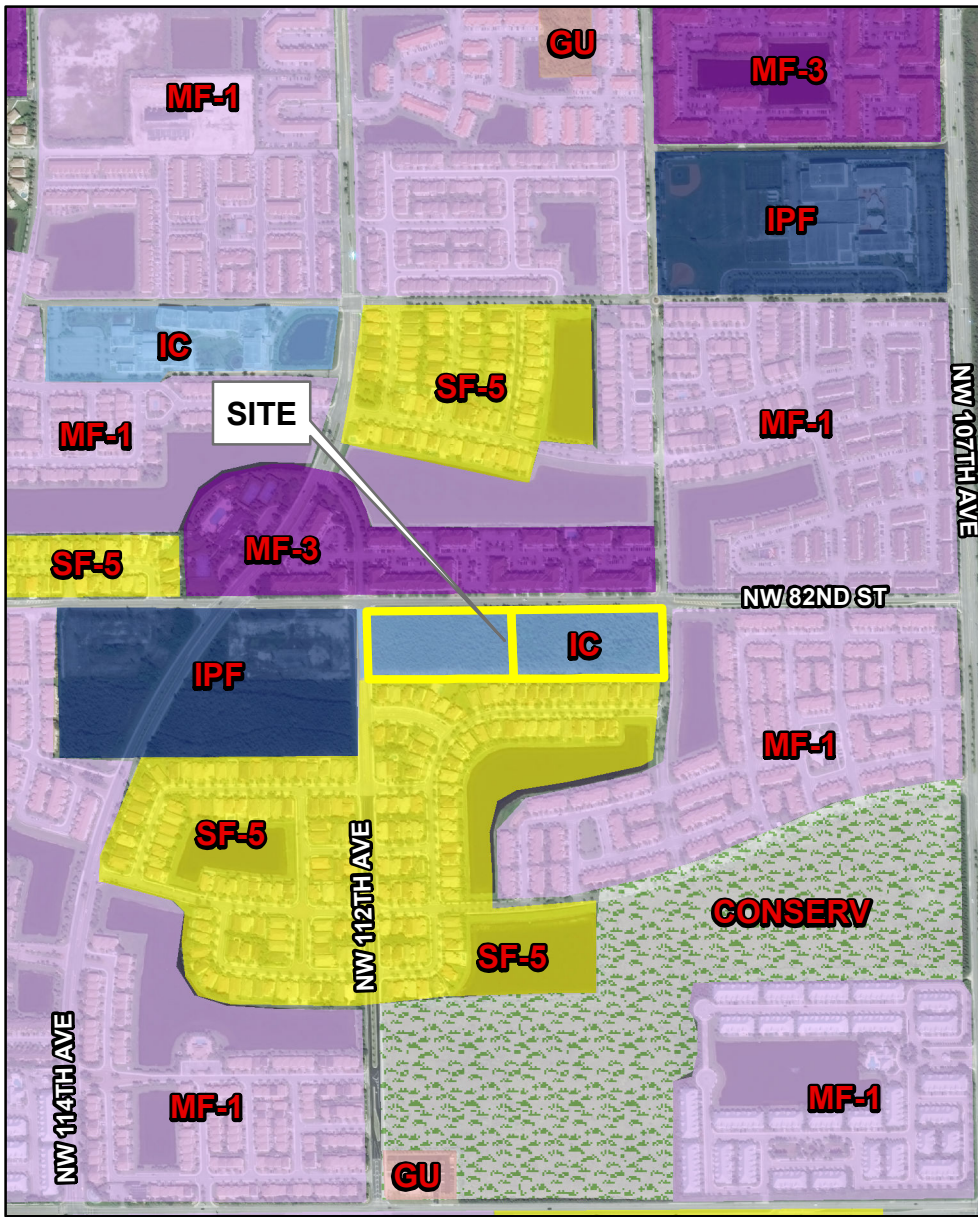 GU
MF-3
MF-1
IPF
IC
SF-5
SITE
MF-1
MF-1
NW 107TH AVE
MF-3
SF-5
NW 82ND ST
IC
IPF
MF-1
SF-5
NW 112TH AVE
CONSERV
SF-5
NW 114TH AVE
MF-1
MF-1
GU